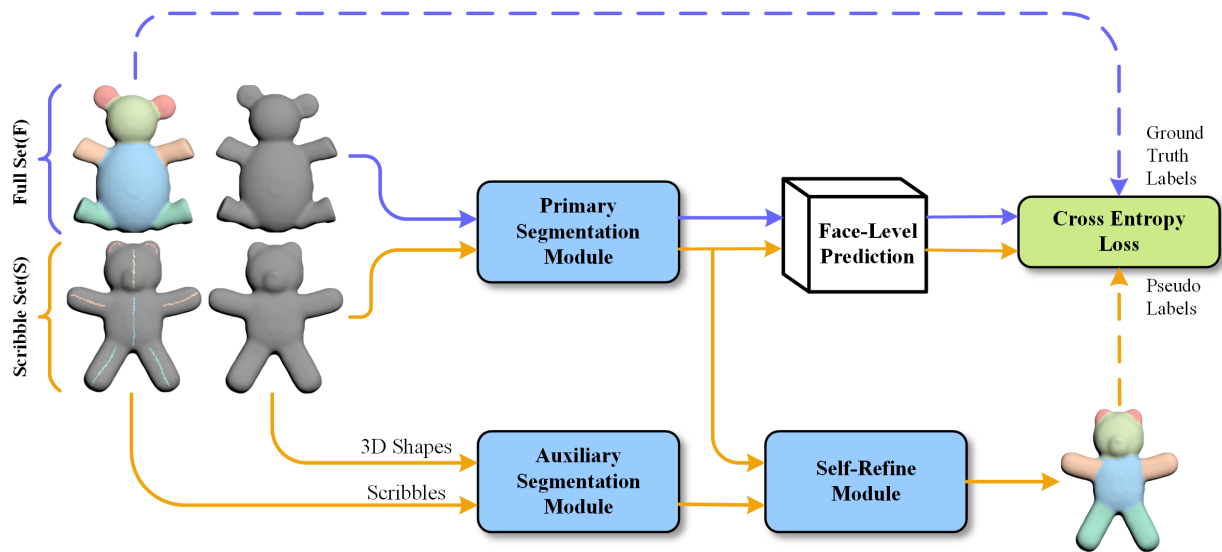 Full Set(F)
Scribble Set(S)
Primary
Segmentation
Module
Face-Level
Prediction
Ground
Truth
Labels
Cross Entropy
Loss
Pseudo
Labels
3D Shapes
Scribbles
Auxiliary
Segmentation
Module
Self-Refine
Module